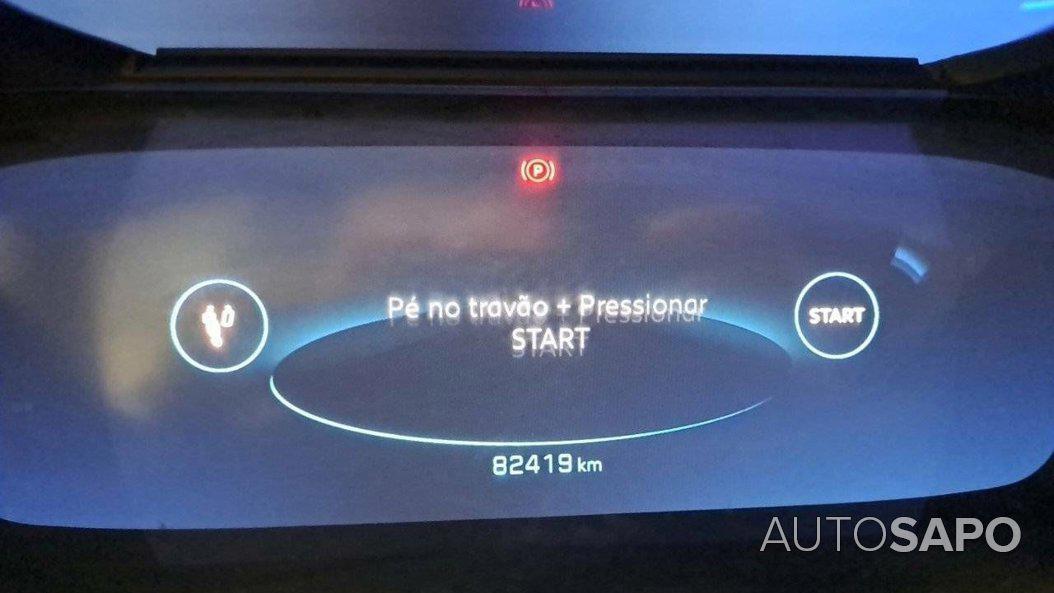 P
Pé no travão + Pressionar
START
START
82419 km
AUTOSAPO